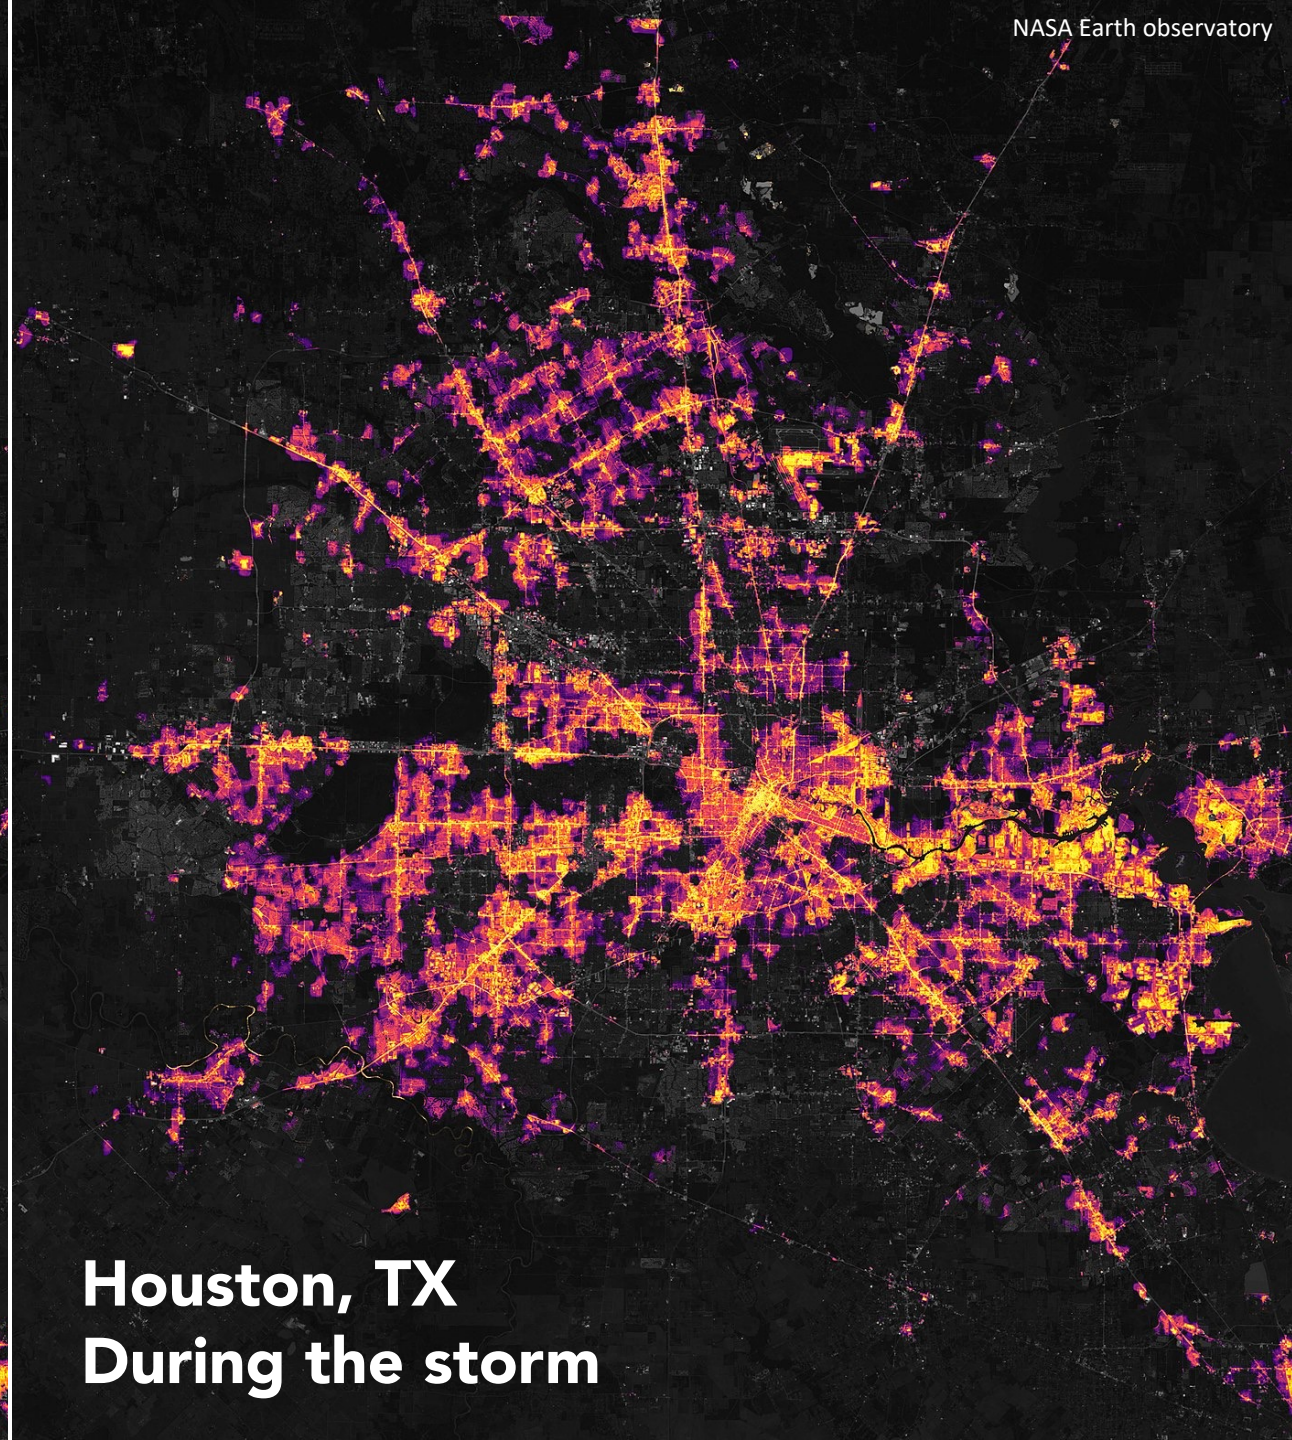 NASA Earth observatory
Houston, TX
During the storm